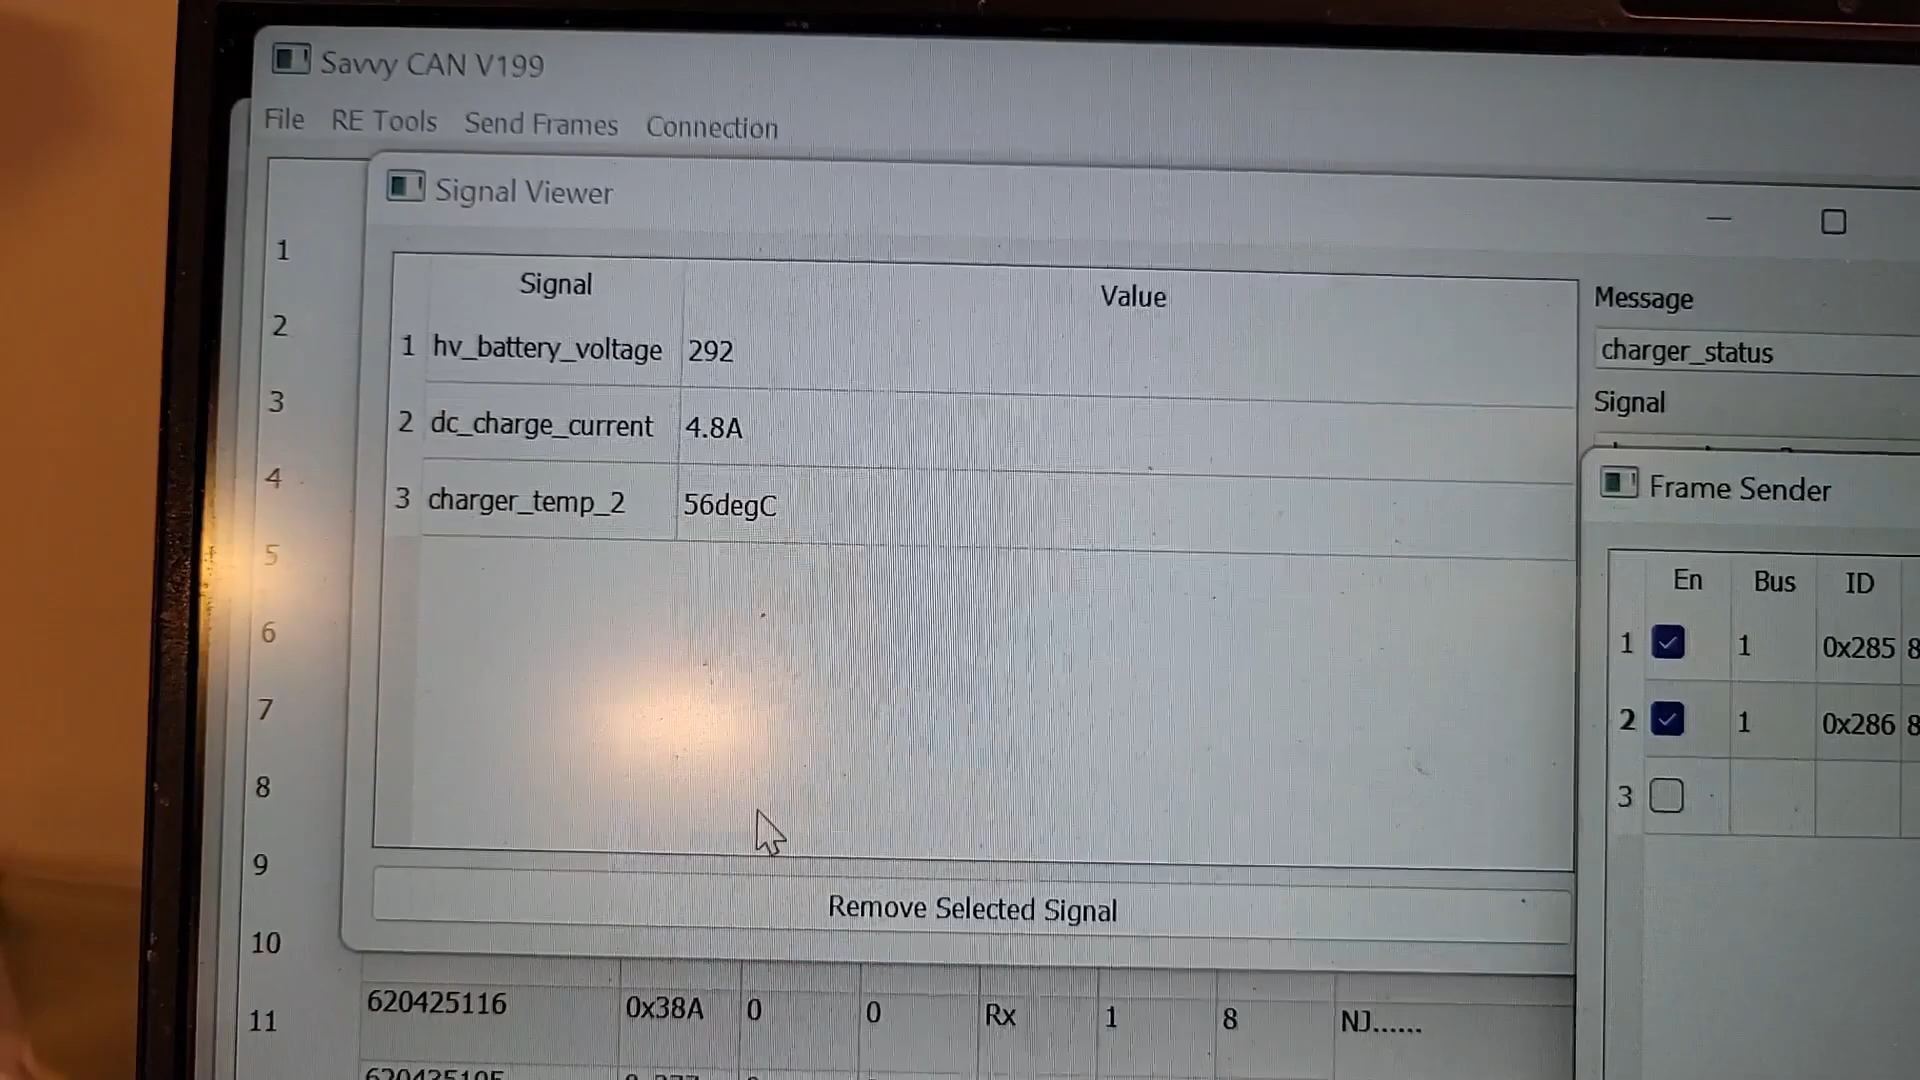 Savvy CAN V199
File RE Tools Send Frames Connection
Signal Viewer
Signal Value
1 hv_battery_voltage 292
2 dc_charge_current 4.8A
3 charger_temp_2 56degC
Remove Selected Signal
Message
charger_status
Signal
Frame Sender
En Bus ID
1 1 0x285 8
2 1 0x286 8
3
1
2
3
4
5
6
7
8
9
10
11 620425116 0x38A 0 0 Rx 1 8 NJ......